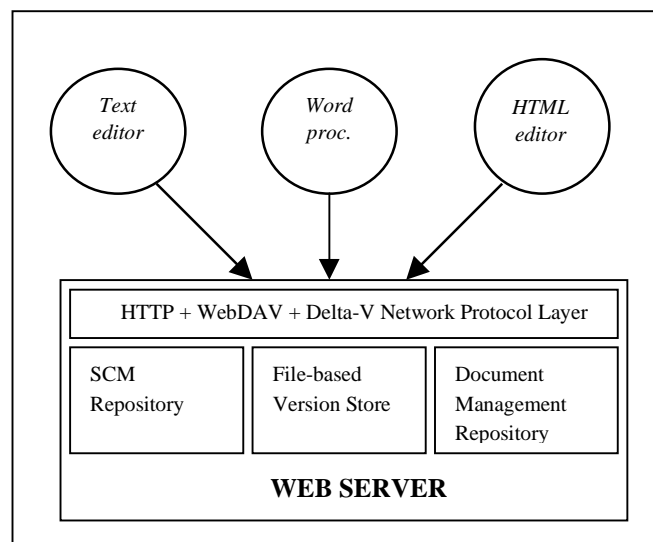 Text
editor
Word
proc.
HTML
editor
HTTP + WebDAV + Delta-V Network Protocol Layer
SCM
Repository
File-based
Version Store
Document
Management
Repository
WEB SERVER